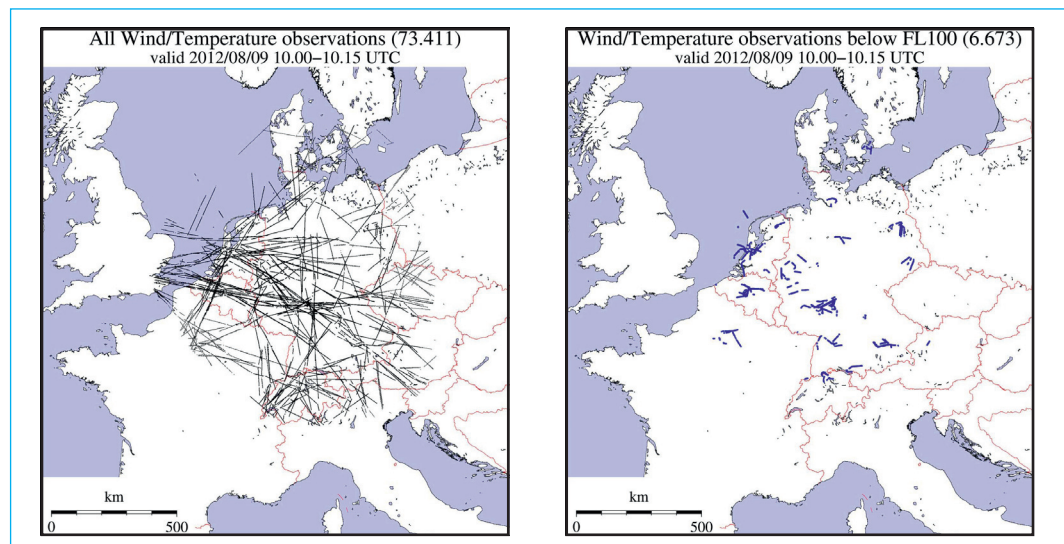 All Wind/Temperature observations (73.411)
valid 2012/08/09 10.00–10.15 UTC
km
0 500
Wind/Temperature observations below FL100 (6.673)
valid 2012/08/09 10.00–10.15 UTC
km
0 500